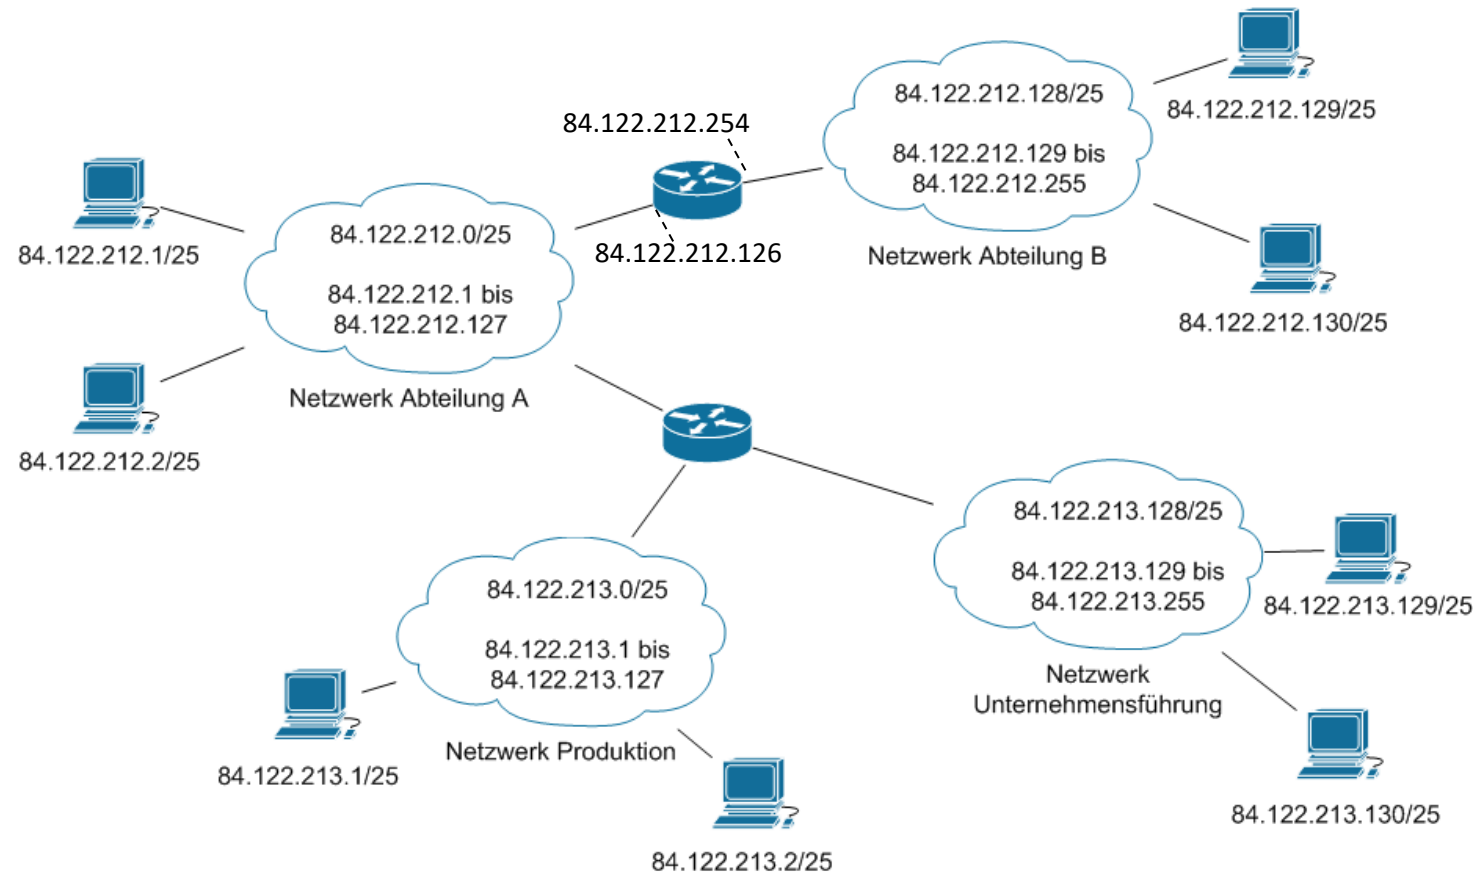 84.122.212.129/25
84.122.212.128/25
84.122.212.129 bis
84.122.212.255
Netzwerk Abteilung B
84.122.212.130/25
84.122.212.254
84.122.212.126
84.122.212.1/25
84.122.212.0/25
84.122.212.1 bis
84.122.212.127
Netzwerk Abteilung A
84.122.212.2/25
84.122.213.128/25
84.122.213.129 bis
84.122.213.255
Netzwerk
Unternehmensführung
84.122.213.129/25
84.122.213.130/25
84.122.213.0/25
84.122.213.1 bis
84.122.213.127
Netzwerk Produktion
84.122.213.1/25
84.122.213.2/25